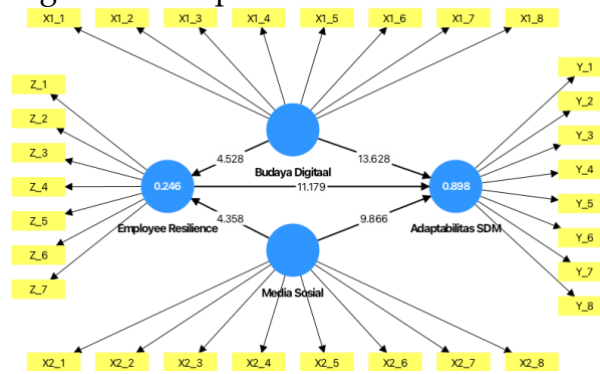 X1_1 X1_2 X1_3 X1_4 X1_5 X1_6 X1_7 X1_8
Y_1
Z_1
Y_2
Z_2
Y_3
Z_3
4.528
13.628
Budaya Digitaal
Y_4
Z_4
0.246
11.179
0.898
Y_5
Z_5
4.358
9.866
Employee Resilience
Adaptabilitas SDM
Y_6
Z_6
Y_7
Z_7
Media Sosial
Y_8
X2_1 X2_2 X2_3 X2_4 X2_5 X2_6 X2_7 X2_8